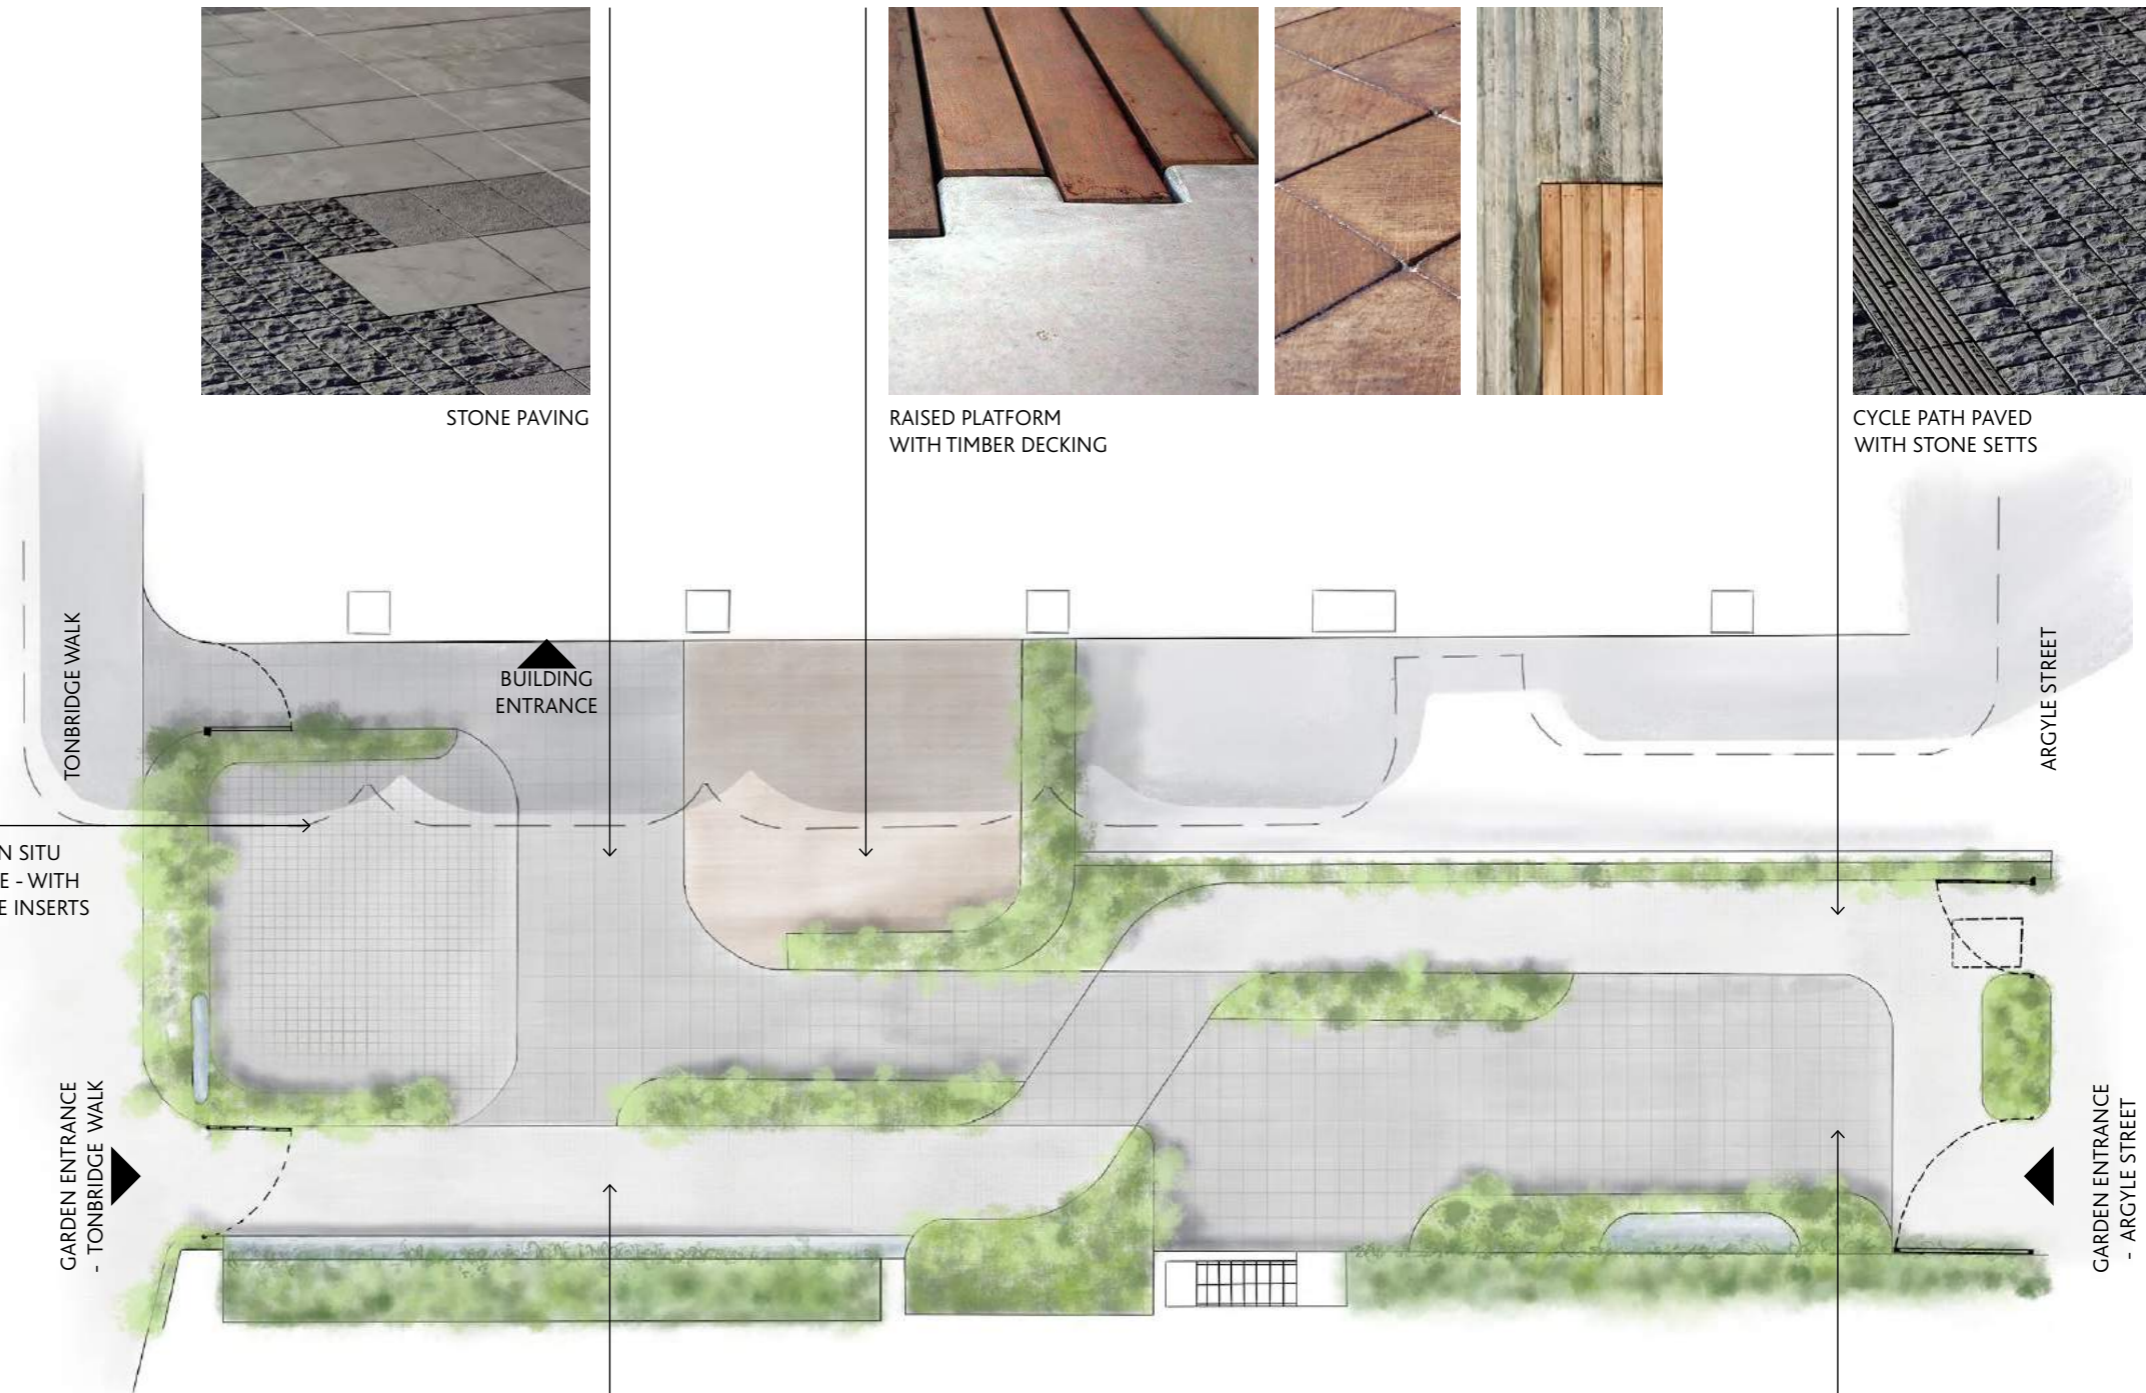 STONE PAVING
RAISED PLATFORM
WITH TIMBER DECKING
CYCLE PATH PAVED
WITH STONE SETTS
TONBRIDGE WALK
BUILDING
ENTRANCE
ARGYLE STREET
N SITU
E - WITH
E INSERTS
GARDEN ENTRANCE
- TONBRIDGE WALK
GARDEN ENTRANCE
- ARGYLE STREET